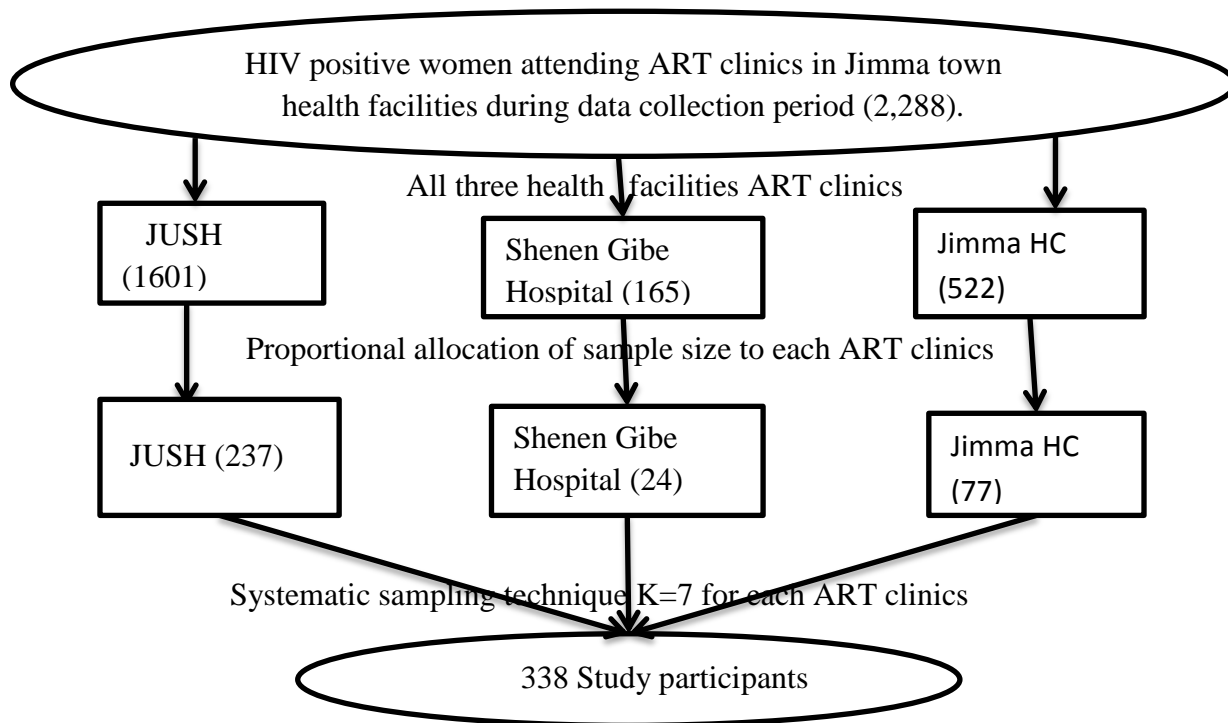 HIV positive women attending ART clinics in Jimma town
health facilities during data collection period (2,288).
All three health facilities ART clinics
JUSH
(1601)
Shenen Gibe
Hospital (165)
Jimma HC
(522)
Proportional allocation of sample size to each ART clinics
JUSH (237)
Shenen Gibe
Hospital (24)
Jimma HC
(77)
Systematic sampling technique K=7 for each ART clinics
338 Study participants